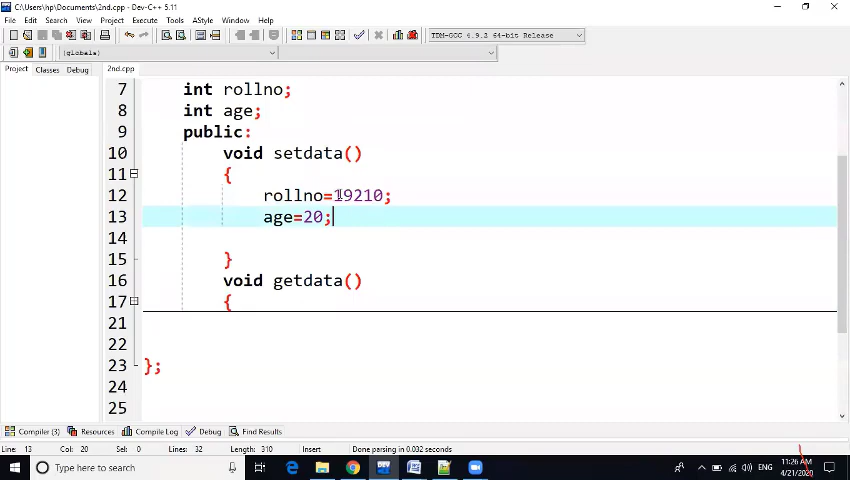 C:\Users\hp\Documents\2nd.cpp - Dev-C++ 5.11
File Edit Search View Project Execute Tools AStyle Window Help
TDM-GCC 4.9.2 64-bit Release
(globals)
Project Classes Debug 2nd.cpp
7 int rollno;
8 int age;
9 public:
10 void setdata()
11 {
12 rollno=19210;
13 age=20;
14
15 }
16 void getdata()
17 {
21
22
23 };
24
25
Compiler (3) Resources Compile Log Debug Find Results
Line: 13 Col: 20 Sel: 0 Lines: 32 Length: 310 Insert Done parsing in 0.032 seconds
Type here to search
DEV
ENG
11:26 AM
4/21/2020